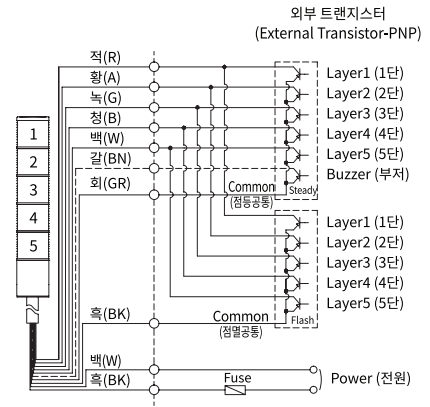 외부 트랜지스터
(External Transistor-PNP)
적(R)
황(A)
녹(G)
청(B)
백(W)
갈(BN)
회(GR)
Common
(점등공통)
Steady
Layer1 (1단)
Layer2 (2단)
Layer3 (3단)
Layer4 (4단)
Layer5 (5단)
Buzzer (부저)
1
2
3
4
5
Layer1 (1단)
Layer2 (2단)
Layer3 (3단)
Layer4 (4단)
Layer5 (5단)
흑(BK)
Common
(점멸공통)
Flash
백(W)
흑(BK)
Fuse
Power (전원)